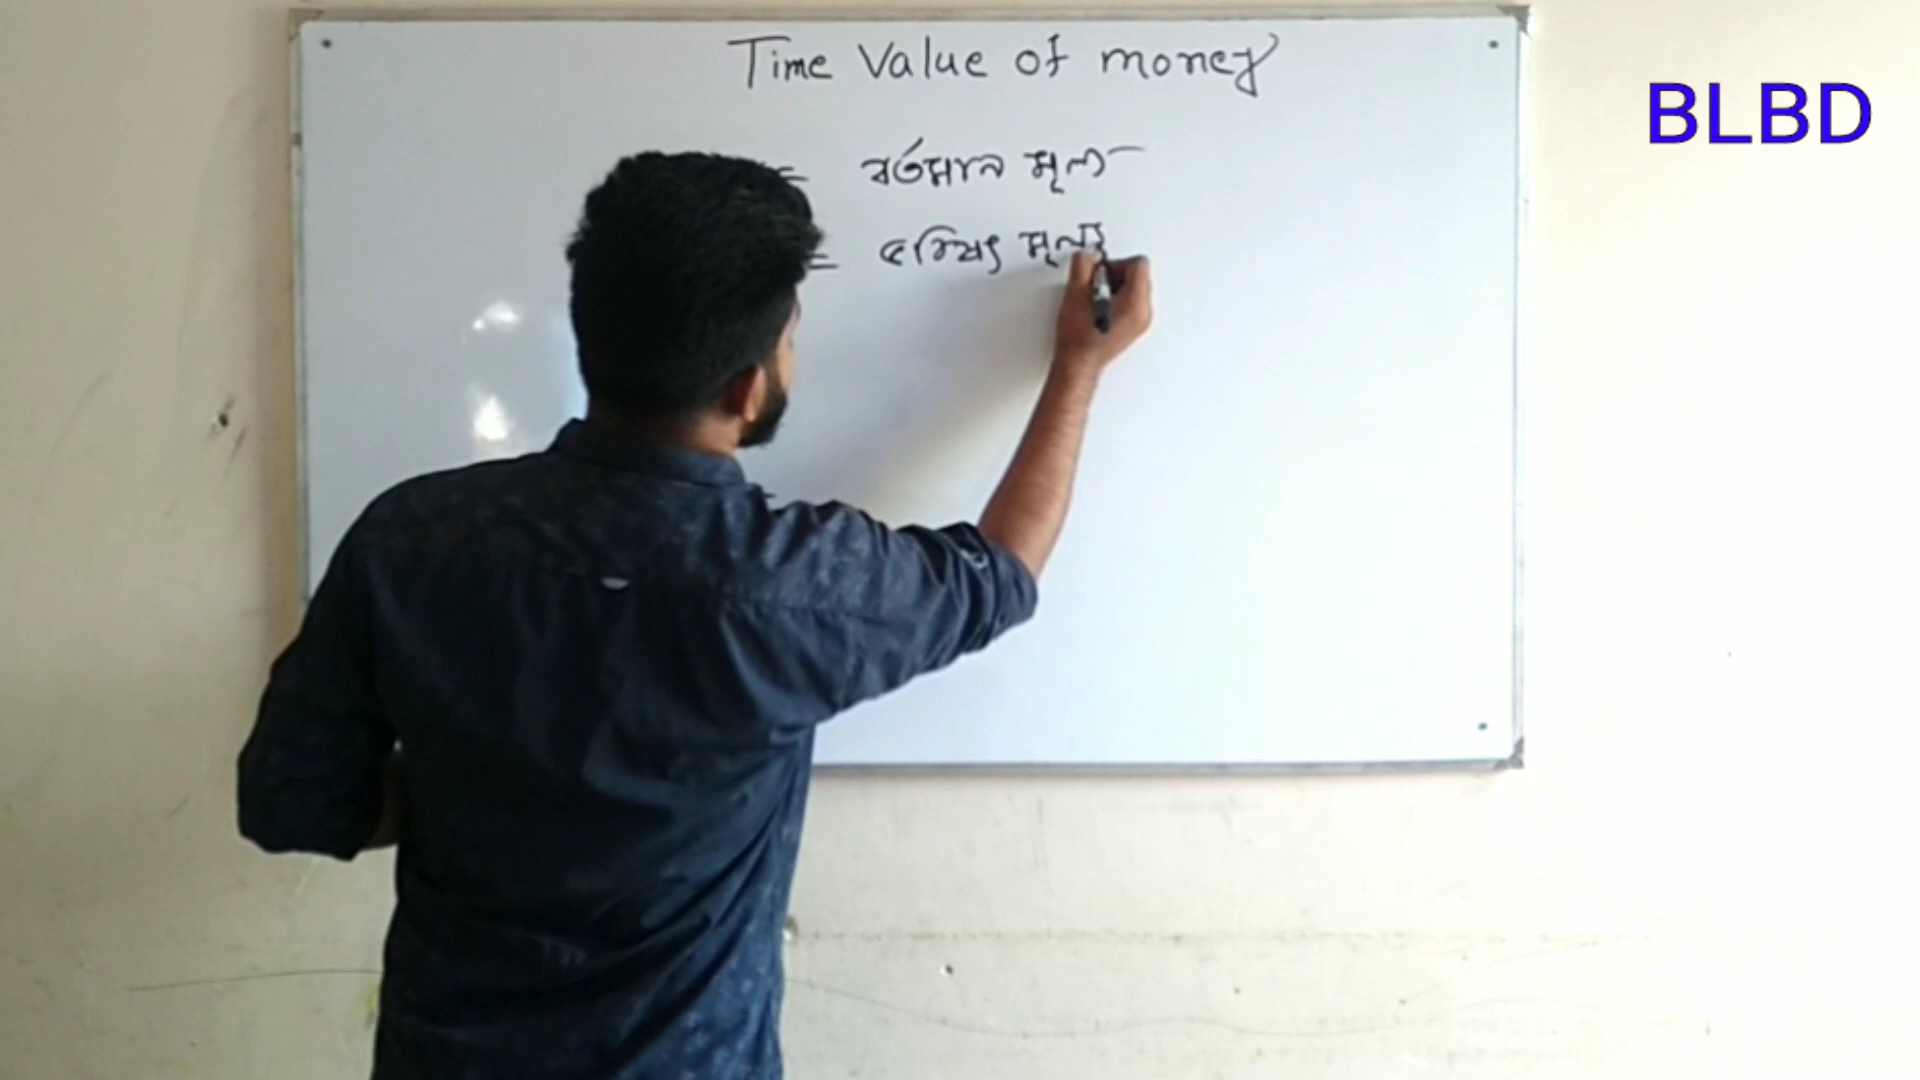 Time Value of money
BLBD
= বর্তমান মূল্য
= ভবিষ্যৎ মূল্য